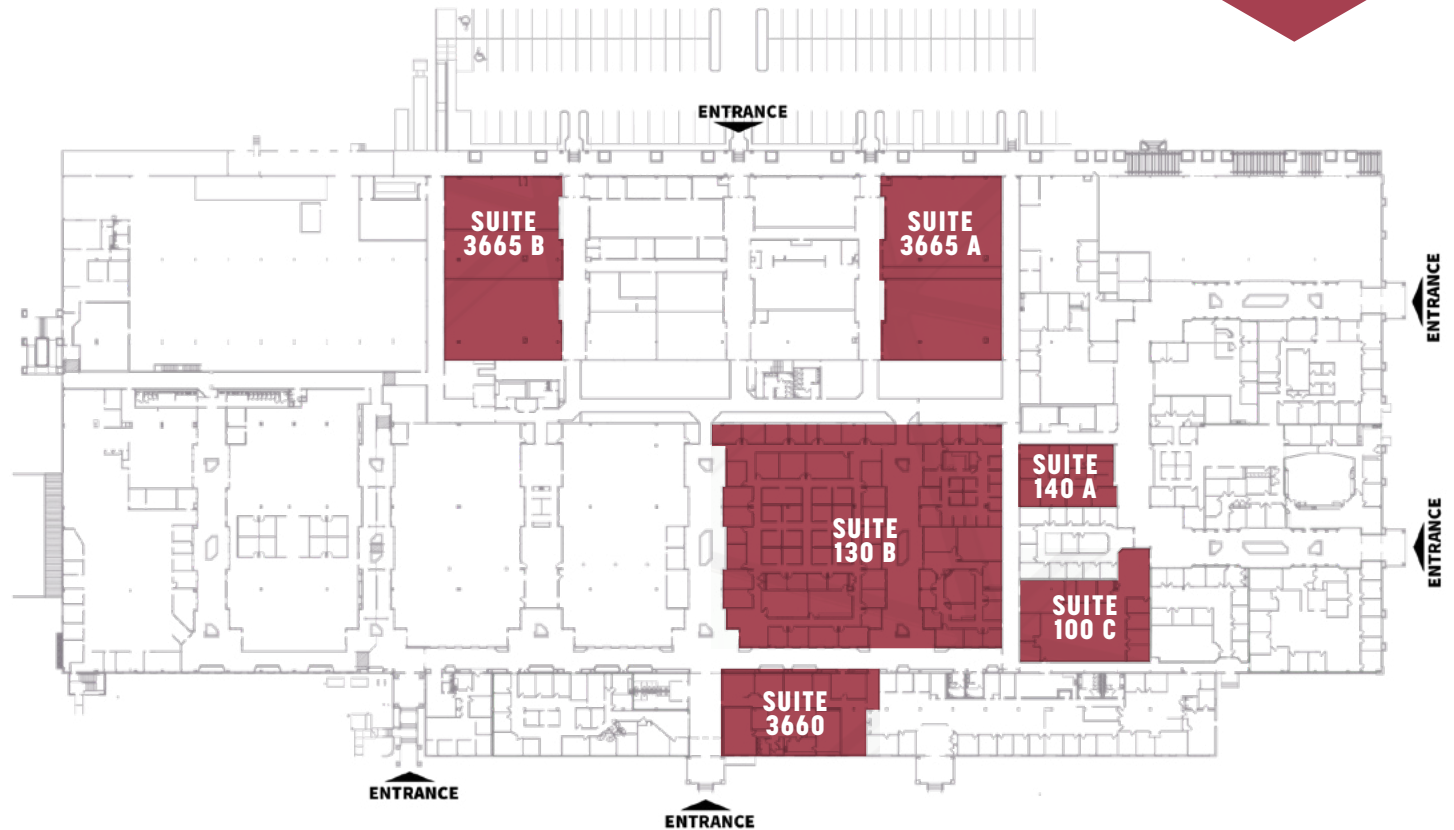 ENTRANCE
SUITE
3665 B
SUITE
3665 A
ENTRANCE
SUITE
140 A
SUITE
130 B
ENTRANCE
SUITE
100 C
SUITE
3660
ENTRANCE
ENTRANCE